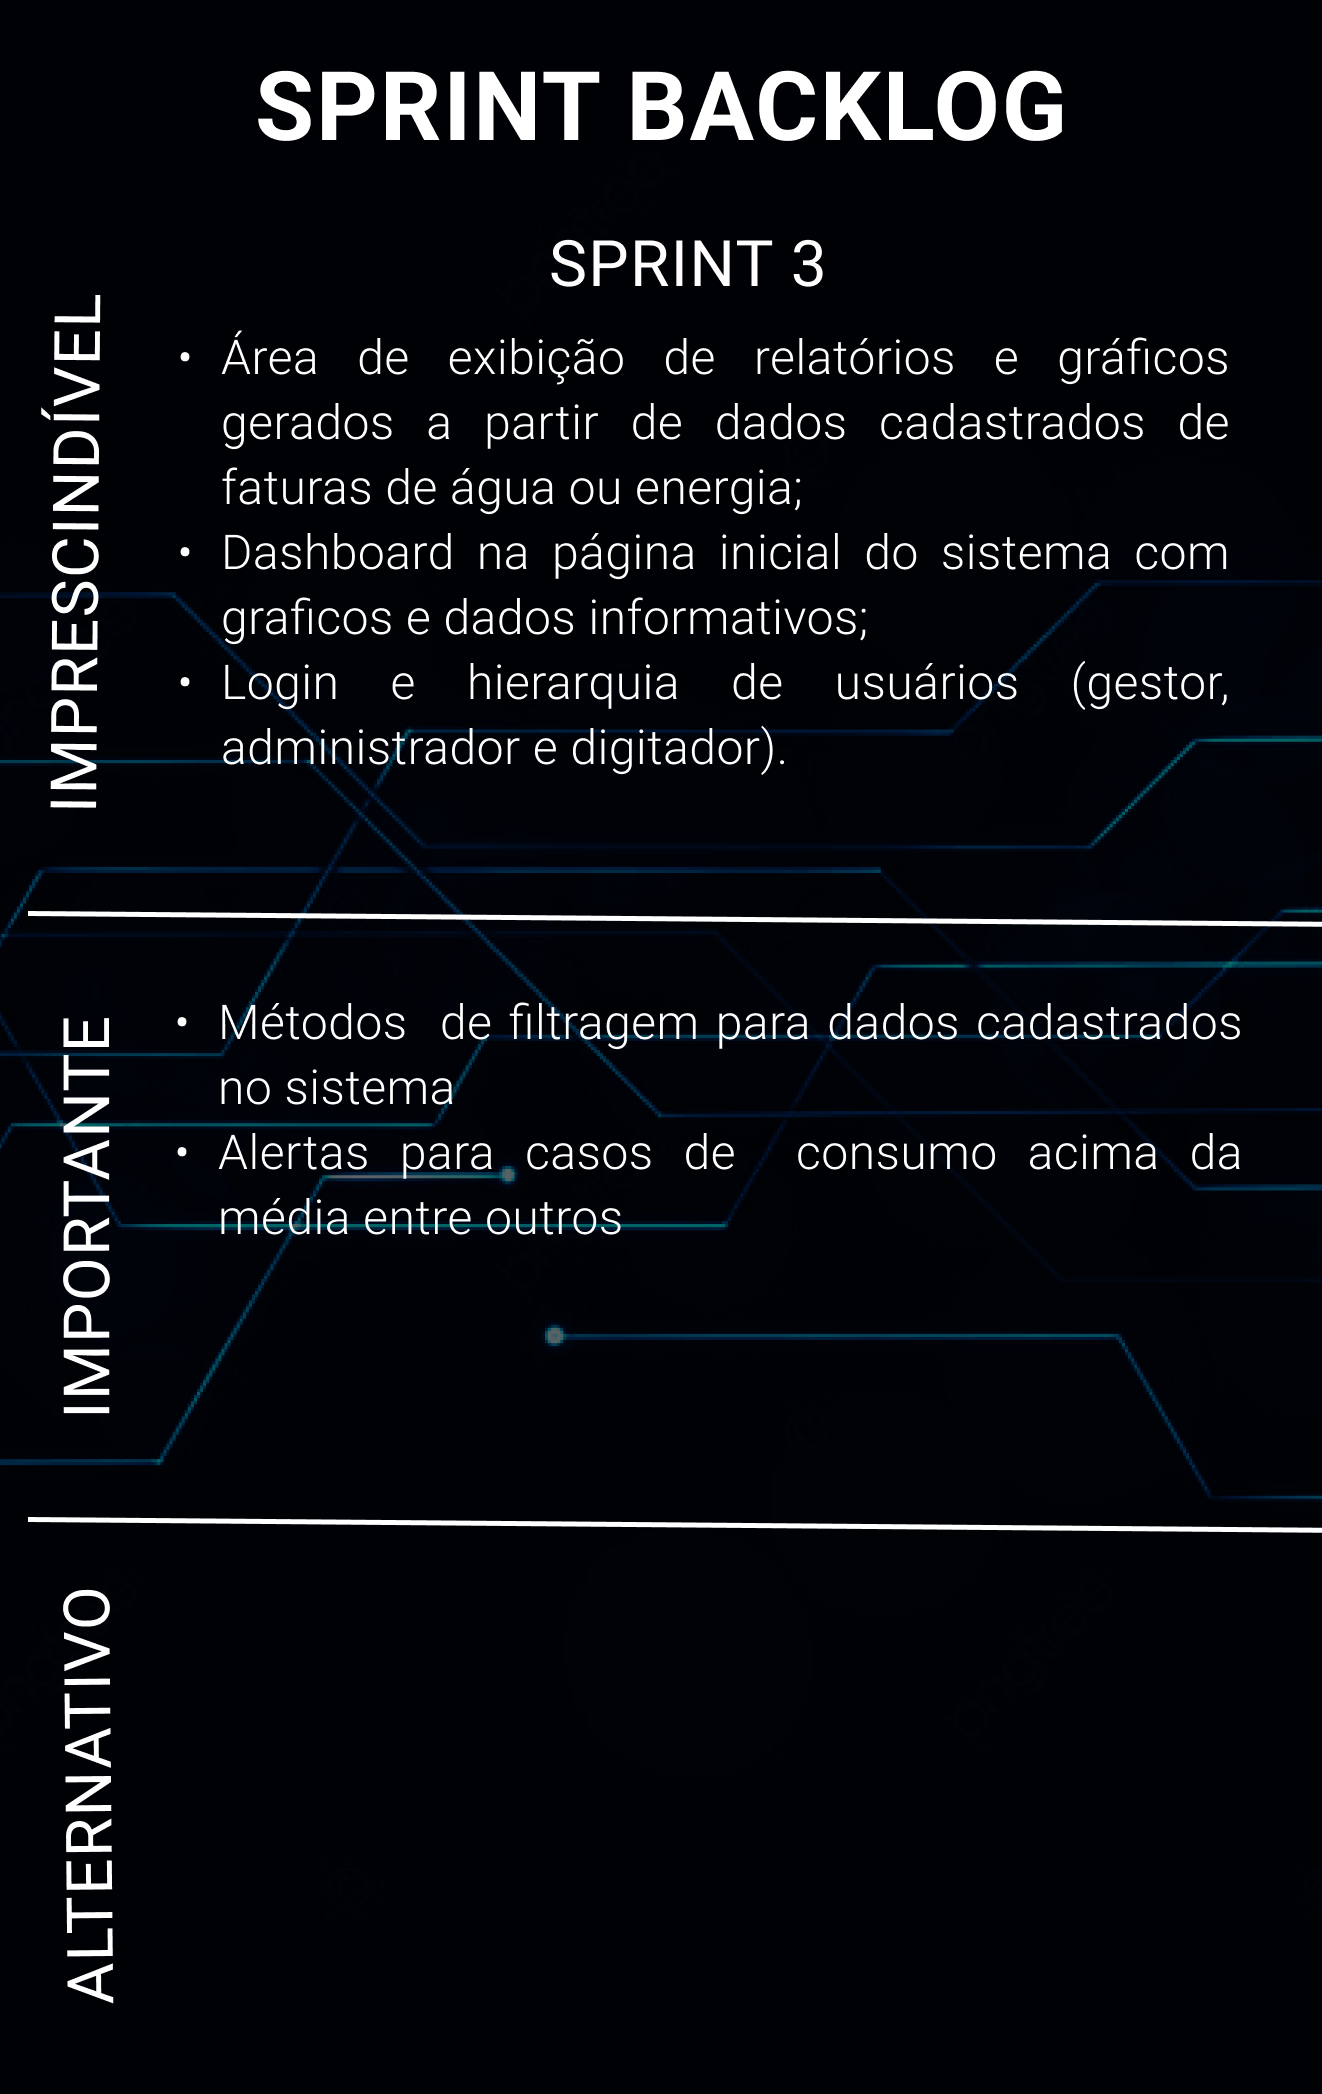 SPRINT BACKLOG
SPRINT 3
IMPRESCINDÍVEL
• Área de exibição de relatórios e gráficos
gerados a partir de dados cadastrados de
faturas de água ou energia;
• Dashboard na página inicial do sistema com
graficos e dados informativos;
• Login e hierarquia de usuários (gestor,
administrador e digitador).
IMPORTANTE
• Métodos de filtragem para dados cadastrados
no sistema
• Alertas para casos de consumo acima da
média entre outros
ALTERNATIVO